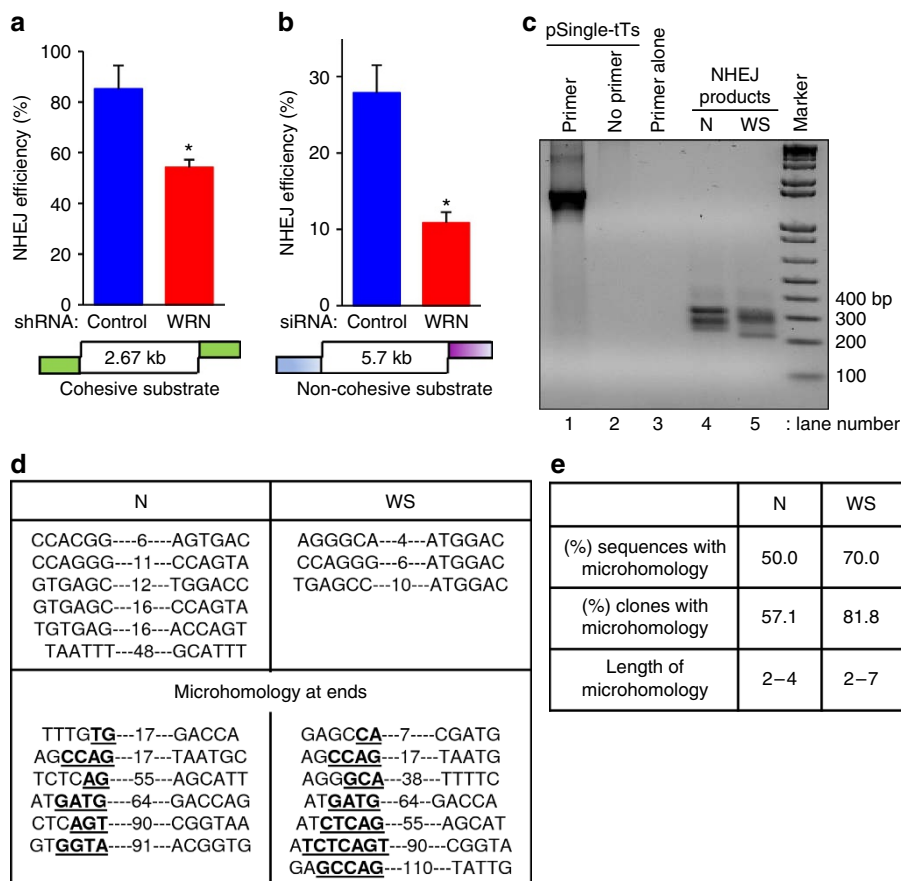 a
100
80
60
40
20
0
NHEJ efficiency (%)
*
shRNA: Control WRN
2.67 kb
Cohesive substrate
b
30
20
10
0
NHEJ efficiency (%)
*
siRNA: Control WRN
5.7 kb
Non-cohesive substrate
c
pSingle-tTs
Primer
No primer
Primer alone
NHEJ
products
N WS
Marker
400 bp
300
200
100
1 2 3 4 5 : lane number
d
N WS
CCACGG----6----AGTGAC AGGGCA---4---ATGGAC
CCAGGG---11---CCAGTA CCAGGG---6---ATGGAC
GTGAGC---12---TGGACC TGAGCC---10---ATGGAC
GTGAGC---16---CCAGTA
TGTGAG---16---ACCAGT
TAATTT---48---GCATTT
Microhomology at ends
TTTGTG---17----GACCA GAGCCA---7----CGATG
AGCCAG---17----TAATGC AGCCAG---17----TAATG
TCTCAG---55----AGCATT AGGGCA---38----TTTTC
ATGATG----64----GACCAG ATGATG---64----GACCA
CTCAGT----90----CGGTAA ATCTCAG---55----AGCAT
GTGGTA---91----ACGGTG ATCTCAGT---90----CGGTA
GAGCCAG---110----TATTG
e
N WS
(%) sequences with
microhomology
50.0 70.0
(%) clones with
microhomology
57.1 81.8
Length of
microhomology
2–4 2–7